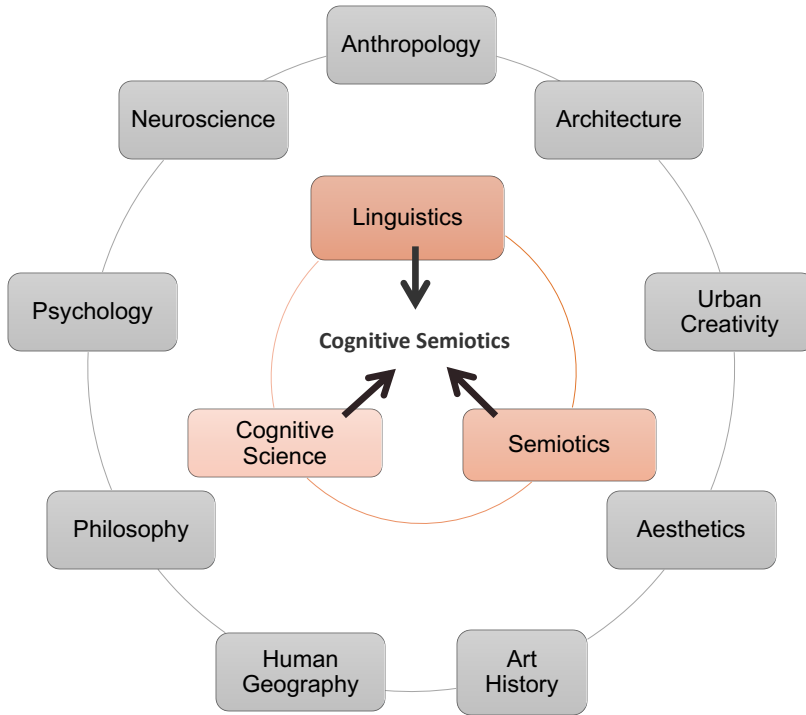 Anthropology
Neuroscience
Architecture
Linguistics
Psychology
Urban
Creativity
Cognitive Semiotics
Cognitive
Science
Semiotics
Philosophy
Aesthetics
Human
Geography
Art
History